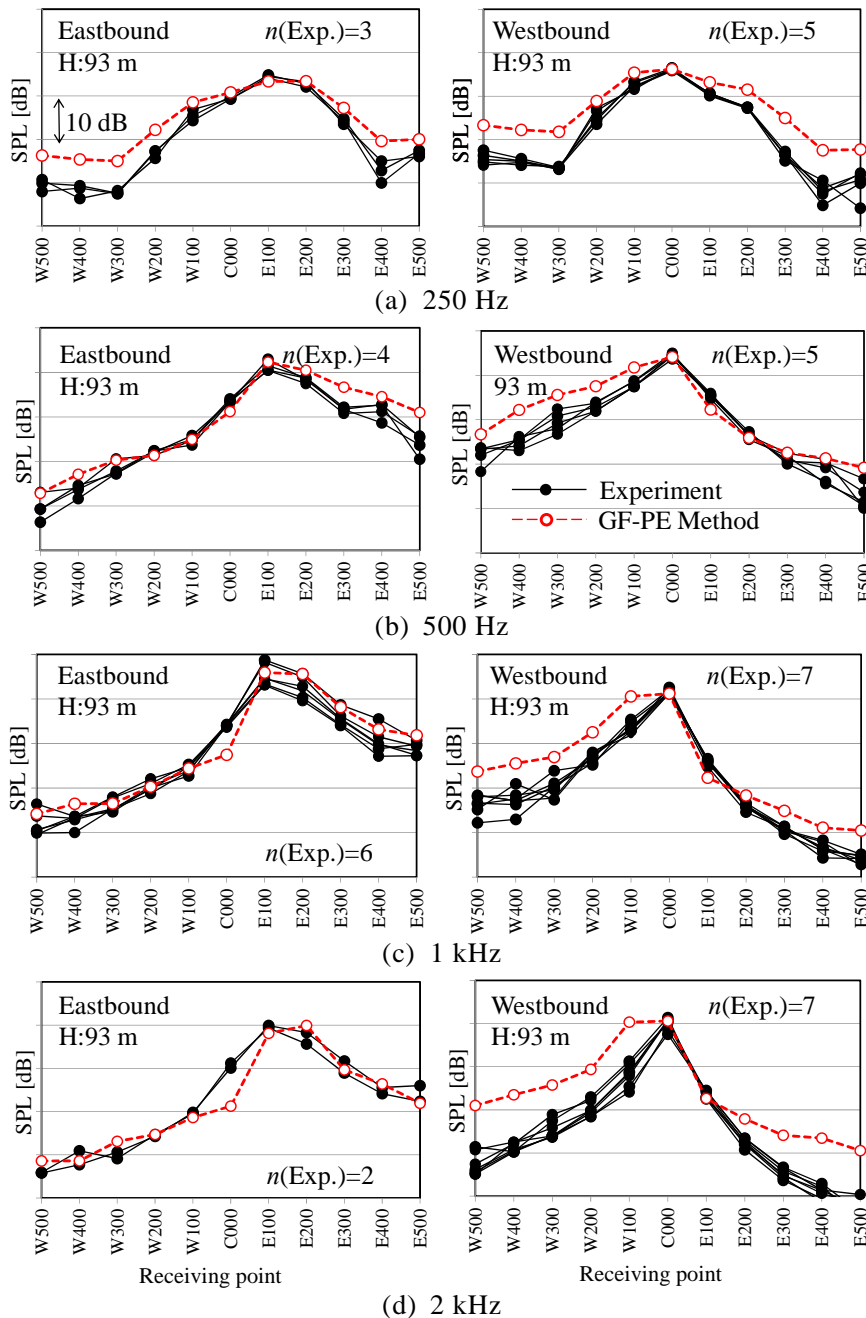 Eastbound
H:93 m
n(Exp.)=3
10 dB
SPL [dB]
W500 W400 W300 W200 W100 C000 E100 E200 E300 E400 E500
Westbound
H:93 m
n(Exp.)=5
SPL [dB]
W500 W400 W300 W200 W100 C000 E100 E200 E300 E400 E500
(a) 250 Hz
Eastbound
H:93 m
n(Exp.)=4
SPL [dB]
W500 W400 W300 W200 W100 C000 E100 E200 E300 E400 E500
Westbound
93 m
n(Exp.)=5
Experiment
GF-PE Method
SPL [dB]
W500 W400 W300 W200 W100 C000 E100 E200 E300 E400 E500
(b) 500 Hz
Eastbound
H:93 m
n(Exp.)=6
SPL [dB]
W500 W400 W300 W200 W100 C000 E100 E200 E300 E400 E500
Westbound
H:93 m
n(Exp.)=7
SPL [dB]
W500 W400 W300 W200 W100 C000 E100 E200 E300 E400 E500
(c) 1 kHz
Eastbound
H:93 m
n(Exp.)=2
SPL [dB]
W500 W400 W300 W200 W100 C000 E100 E200 E300 E400 E500
Receiving point
Westbound
H:93 m
n(Exp.)=7
SPL [dB]
W500 W400 W300 W200 W100 C000 E100 E200 E300 E400 E500
Receiving point
(d) 2 kHz